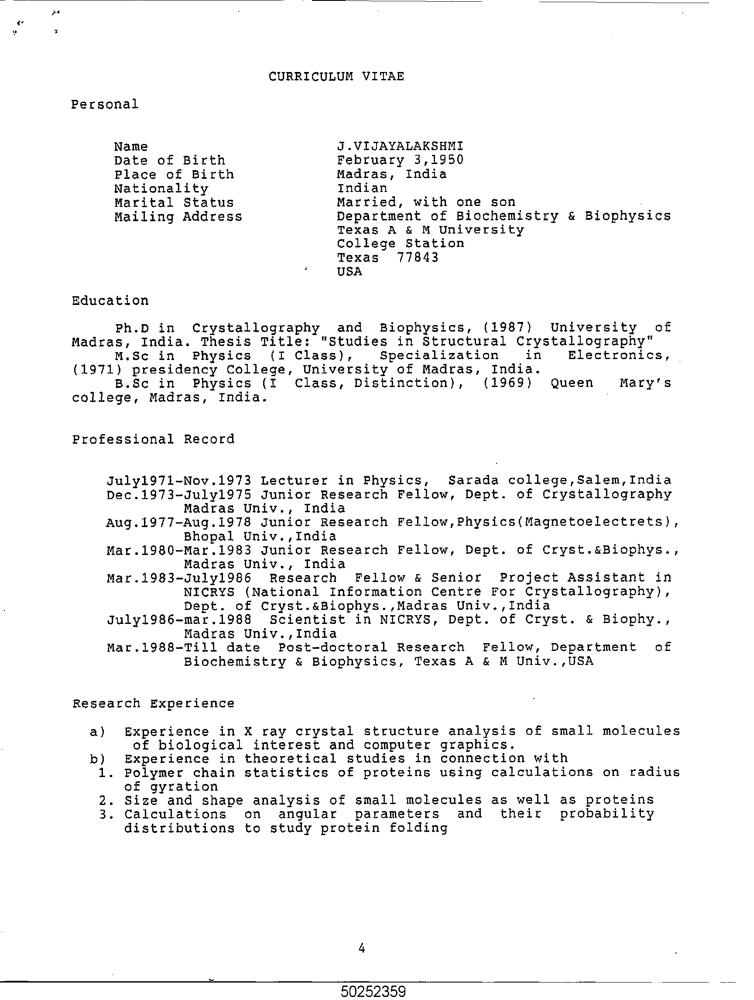 CURRICULUM VITAE
Personal
Name J.VIJAYALAKSHMI
Date of Birth February 3,1950
Place of Birth Madras, India
Nationality Indian
Marital Status Married, with one son
Mailing Address Department of Biochemistry & Biophysics
Texas A & M University
College Station
Texas 77843
USA
Education
Ph.D in Crystallography and Biophysics, (1987) University of
Madras, India. Thesis Title: "Studies in Structural Crystallography"
M.Sc in Physics (I Class), Specialization in Electronics,
(1971) presidency College, University of Madras, India.
B.Sc in Physics (I Class, Distinction), (1969) Queen Mary's
college, Madras, India.
Professional Record
July1971-Nov.1973 Lecturer in Physics, Sarada college,Salem,India
Dec.1973-July1975 Junior Research Fellow, Dept. of Crystallography
Madras Univ., India
Aug.1977-Aug.1978 Junior Research Fellow,Physics(Magnetoelectrets),
Bhopal Univ.,India
Mar.1980-Mar.1983 Junior Research Fellow, Dept. of Cryst.&Biophys.,
Madras Univ., India
Mar.1983-July1986 Research Fellow & Senior Project Assistant in
NICRYS (National Information Centre For Crystallography),
Dept. of Cryst.&Biophys.,Madras Univ.,India
July1986-mar.1988 Scientist in NICRYS, Dept. of Cryst. & Biophy.,
Madras Univ.,India
Mar.1988-Till date Post-doctoral Research Fellow, Department of
Biochemistry & Biophysics, Texas A & M Univ.,USA
Research Experience
a) Experience in X ray crystal structure analysis of small molecules
of biological interest and computer graphics.
b) Experience in theoretical studies in connection with
1. Polymer chain statistics of proteins using calculations on radius
of gyration
2. Size and shape analysis of small molecules as well as proteins
3. Calculations on angular parameters and their probability
distributions to study protein folding
4
50252359